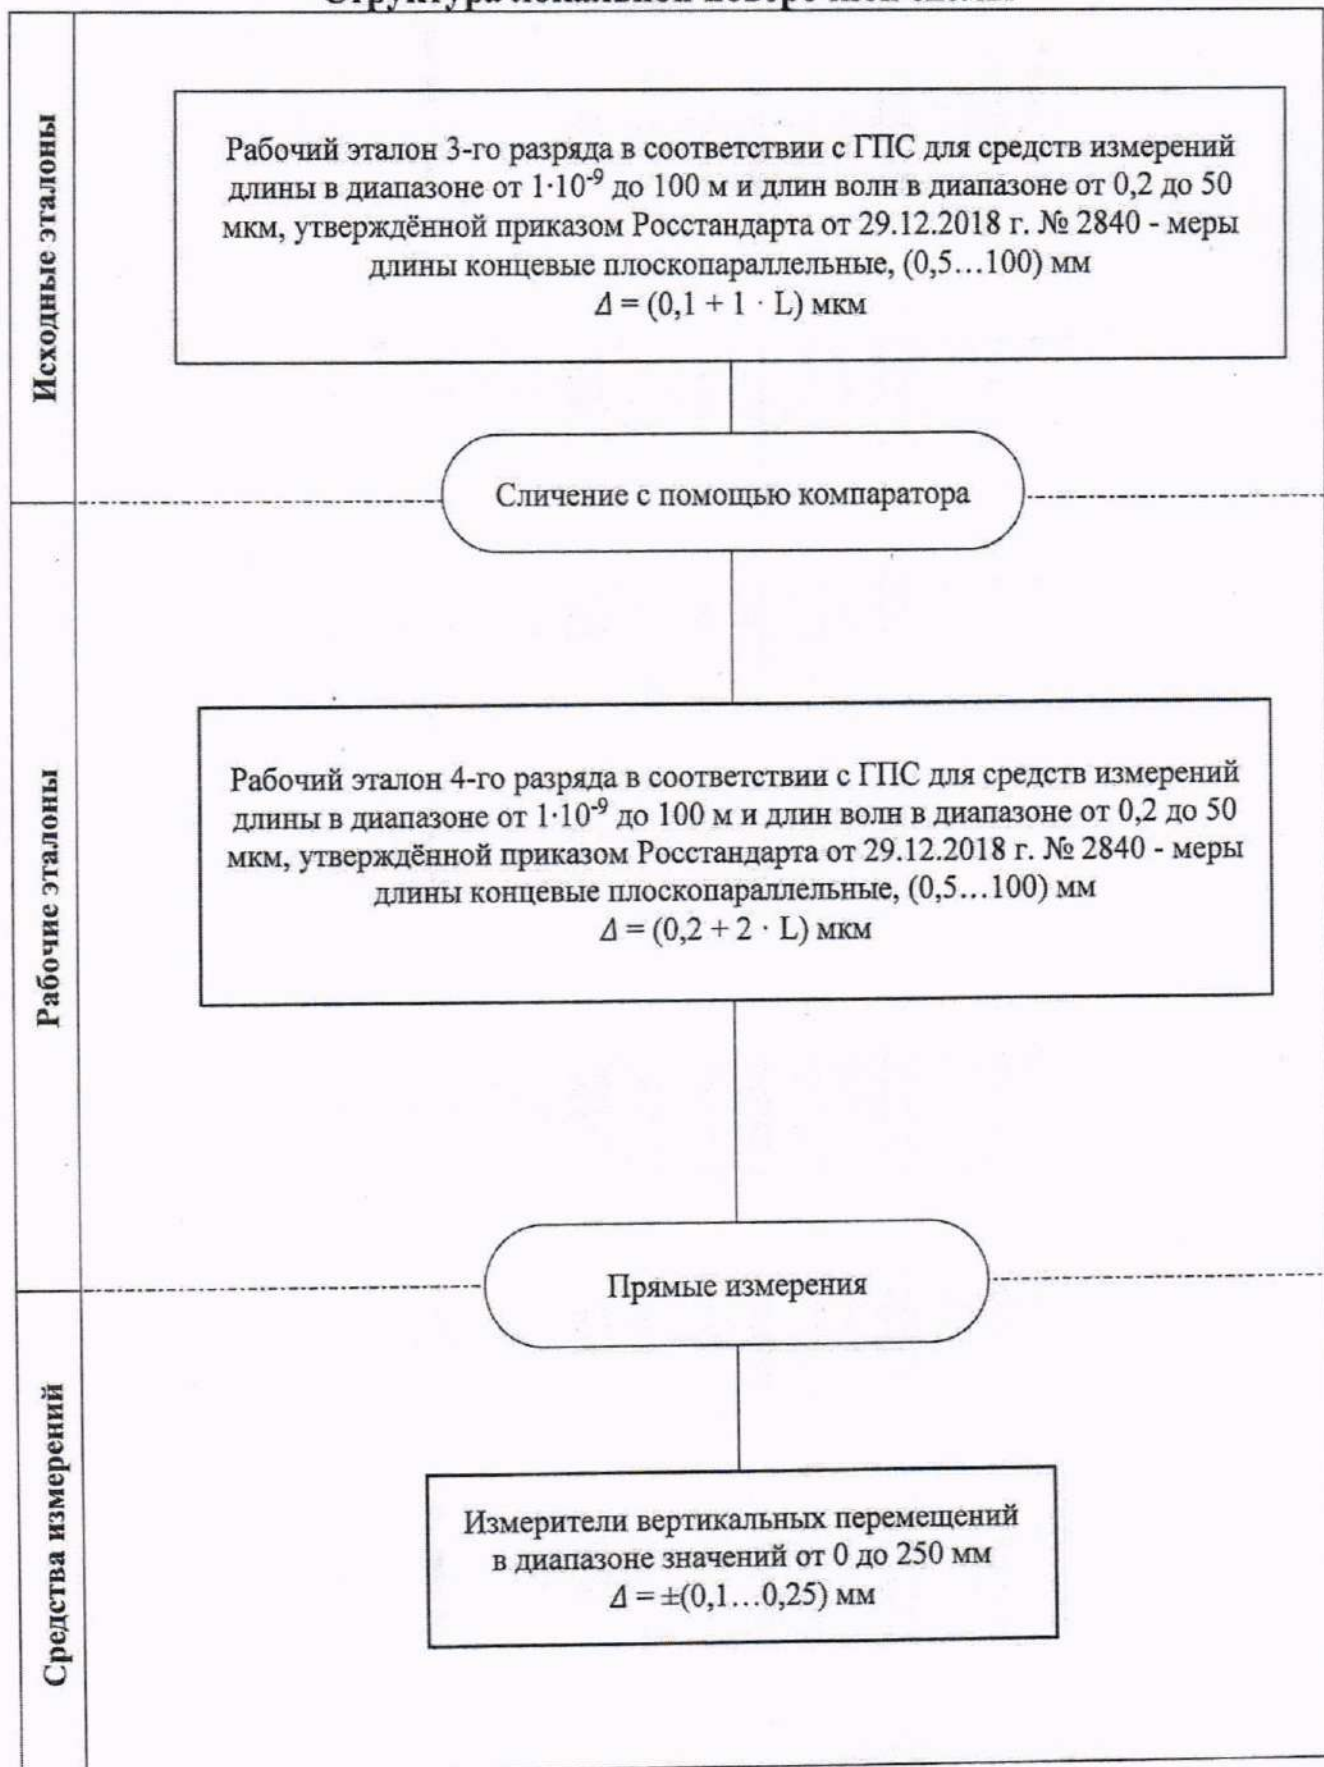 Структура локальной поверочной схемы
Исходные эталоны
Рабочий эталон 3-го разряда в соответствии с ГПС для средств измерений
длины в диапазоне от 1·10⁻⁹ до 100 м и длин волн в диапазоне от 0,2 до 50
мкм, утверждённой приказом Росстандарта от 29.12.2018 г. № 2840 - меры
длины концевые плоскопараллельные, (0,5…100) мм
Δ = (0,1 + 1 · L) мкм
Сличение с помощью компаратора
Рабочие эталоны
Рабочий эталон 4-го разряда в соответствии с ГПС для средств измерений
длины в диапазоне от 1·10⁻⁹ до 100 м и длин волн в диапазоне от 0,2 до 50
мкм, утверждённой приказом Росстандарта от 29.12.2018 г. № 2840 - меры
длины концевые плоскопараллельные, (0,5…100) мм
Δ = (0,2 + 2 · L) мкм
Прямые измерения
Средства измерений
Измерители вертикальных перемещений
в диапазоне значений от 0 до 250 мм
Δ = ±(0,1…0,25) мм